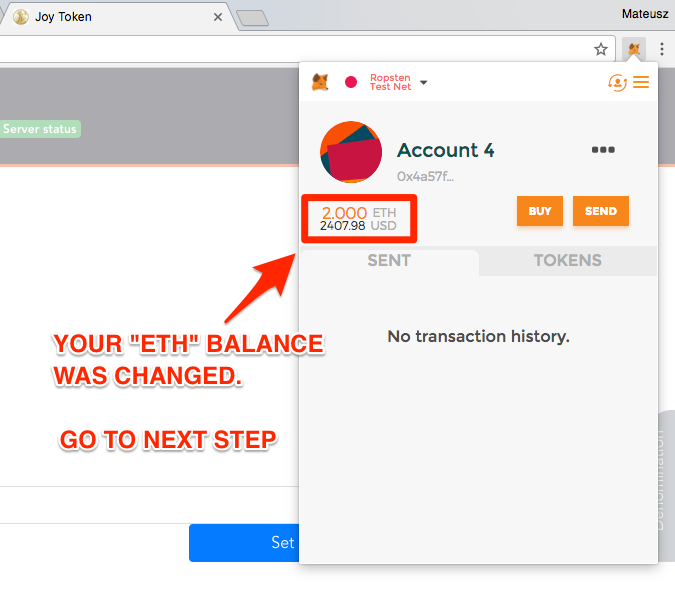 Joy Token
Mateusz
Server status
Ropsten
Test Net
Account 4
0x4a57f...
2.000 ETH
2407.98 USD
BUY
SEND
SENT
TOKENS
No transaction history.
YOUR "ETH" BALANCE
WAS CHANGED.
GO TO NEXT STEP
Denomination
Set